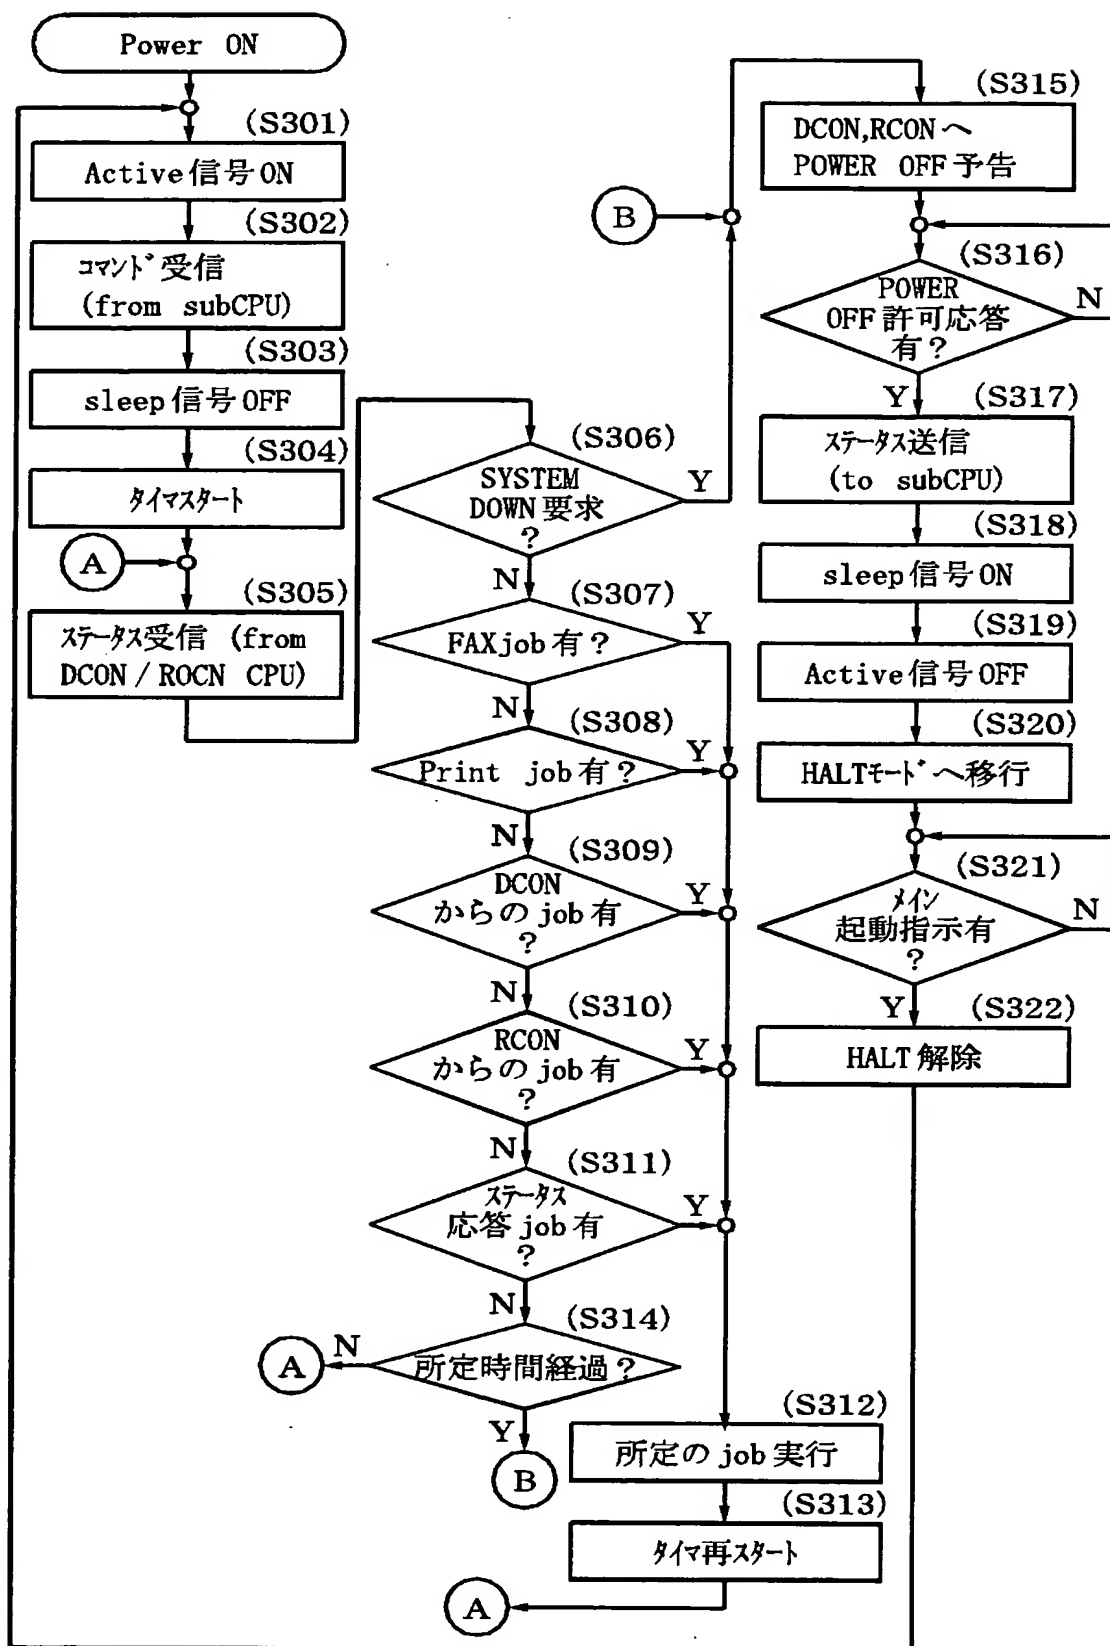 Power ON
(S301)
Active信号ON
(S302)
コマンド受信
(from subCPU)
(S303)
sleep信号OFF
(S304)
タイマスタート
A
(S305)
ステータス受信 (from
DCON / ROCN CPU)
(S306)
SYSTEM
DOWN要求
?
Y
N
(S307)
FAXjob有?
Y
N
(S308)
Print job有?
Y
N
(S309)
DCON
からのjob有
?
Y
N
(S310)
RCON
からのjob有
?
Y
N
(S311)
ステータス
応答job有
?
Y
N
(S314)
所定時間経過?
N
A
Y
B
(S312)
所定のjob実行
(S313)
タイマ再スタート
A
B
(S315)
DCON,RCONへ
POWER OFF予告
(S316)
POWER
OFF許可応答
有?
N
Y
(S317)
ステータス送信
(to subCPU)
(S318)
sleep信号ON
(S319)
Active信号OFF
(S320)
HALTモードへ移行
(S321)
メイン
起動指示有
?
N
Y
(S322)
HALT解除